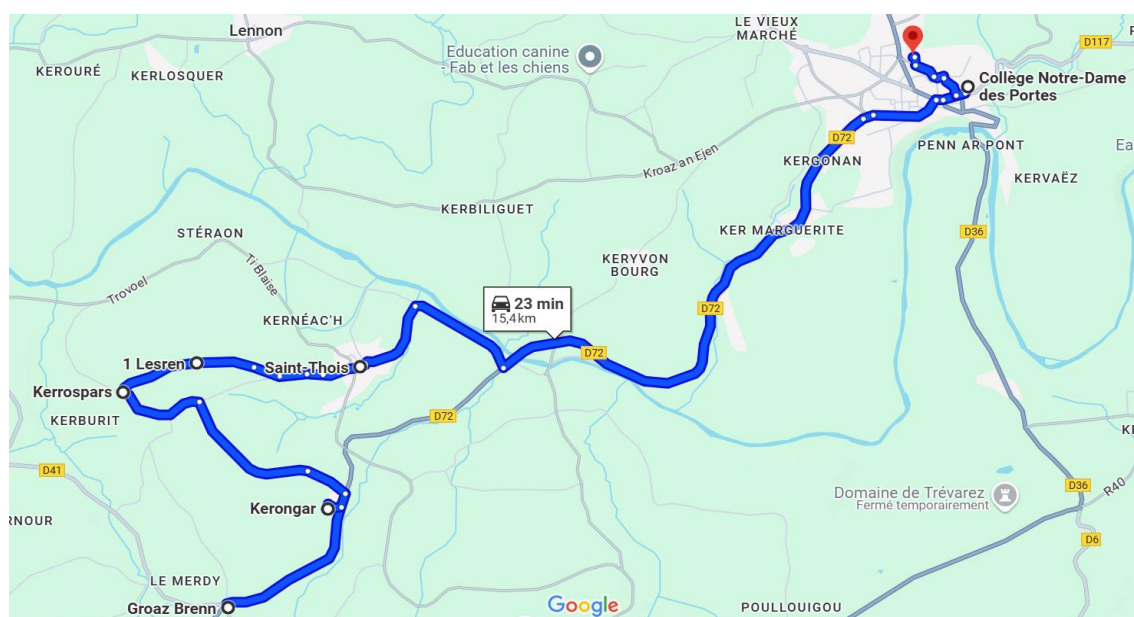 LE VIEUX
MARCHÉ
Lennon
KEROURÉ
KERLOSQUER
Education canine
- Fab et les chiens
D117
Collège Notre-Dame
des Portes
D72
PENN AR PONT
Ea
Kroaz an Ejen
KERGONAN
KERVAËZ
KERBILIGUET
STÉRAON
KER MARGUERITE
D36
Ti Blaise
KERYVON
BOURG
Trovoel
23 min
15,4 km
D72
KERNÉAC'H
D72
1 Lesren
Saint-Thois
Kerrospars
KERBURIT
D72
KE
D41
D36
R40
Domaine de Trévarez
Fermé temporairement
Kerongar
RNOUR
D6
LE MERDY
Groaz Brenn
Google
POULLOUIGOU